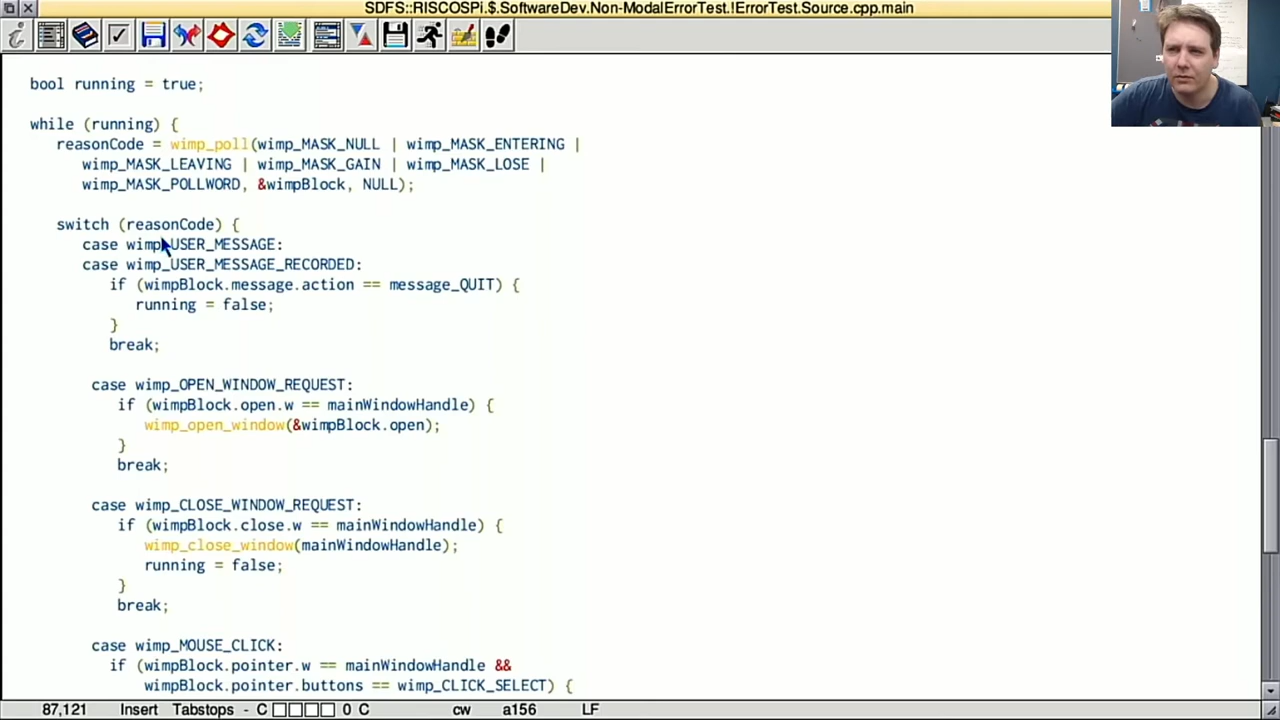 SDFS::RISCOSPi.$.SoftwareDev.Non-ModalErrorTest.!ErrorTest.Source.cpp.main
bool running = true;
while (running) {
reasonCode = wimp_poll(wimp_MASK_NULL | wimp_MASK_ENTERING |
wimp_MASK_LEAVING | wimp_MASK_GAIN | wimp_MASK_LOSE |
wimp_MASK_POLLWORD, &wimpBlock, NULL);
switch (reasonCode) {
case wimp_USER_MESSAGE:
case wimp_USER_MESSAGE_RECORDED:
if (wimpBlock.message.action == message_QUIT) {
running = false;
}
break;
case wimp_OPEN_WINDOW_REQUEST:
if (wimpBlock.open.w == mainWindowHandle) {
wimp_open_window(&wimpBlock.open);
}
break;
case wimp_CLOSE_WINDOW_REQUEST:
if (wimpBlock.close.w == mainWindowHandle) {
wimp_close_window(mainWindowHandle);
running = false;
}
break;
case wimp_MOUSE_CLICK:
if (wimpBlock.pointer.w == mainWindowHandle &&
wimpBlock.pointer.buttons == wimp_CLICK_SELECT) {
87,121 Insert Tabstops - C 0 C cw a156 LF